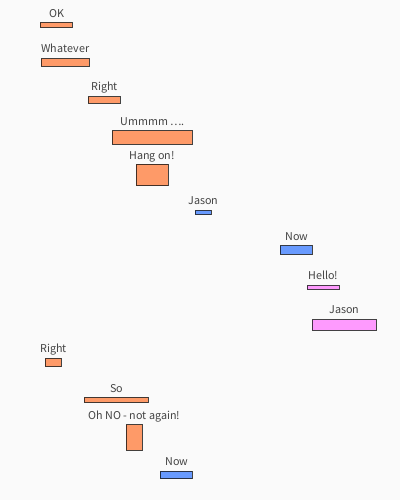 OK
Whatever
Right
Ummmm ....
Hang on!
Jason
Now
Hello!
Jason
Right
So
Oh NO - not again!
Now